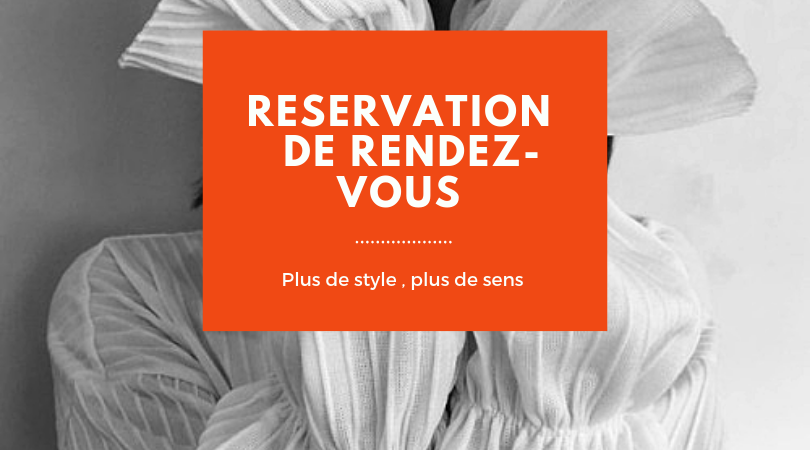 RESERVATION
DE RENDEZ-
VOUS
Plus de style , plus de sens